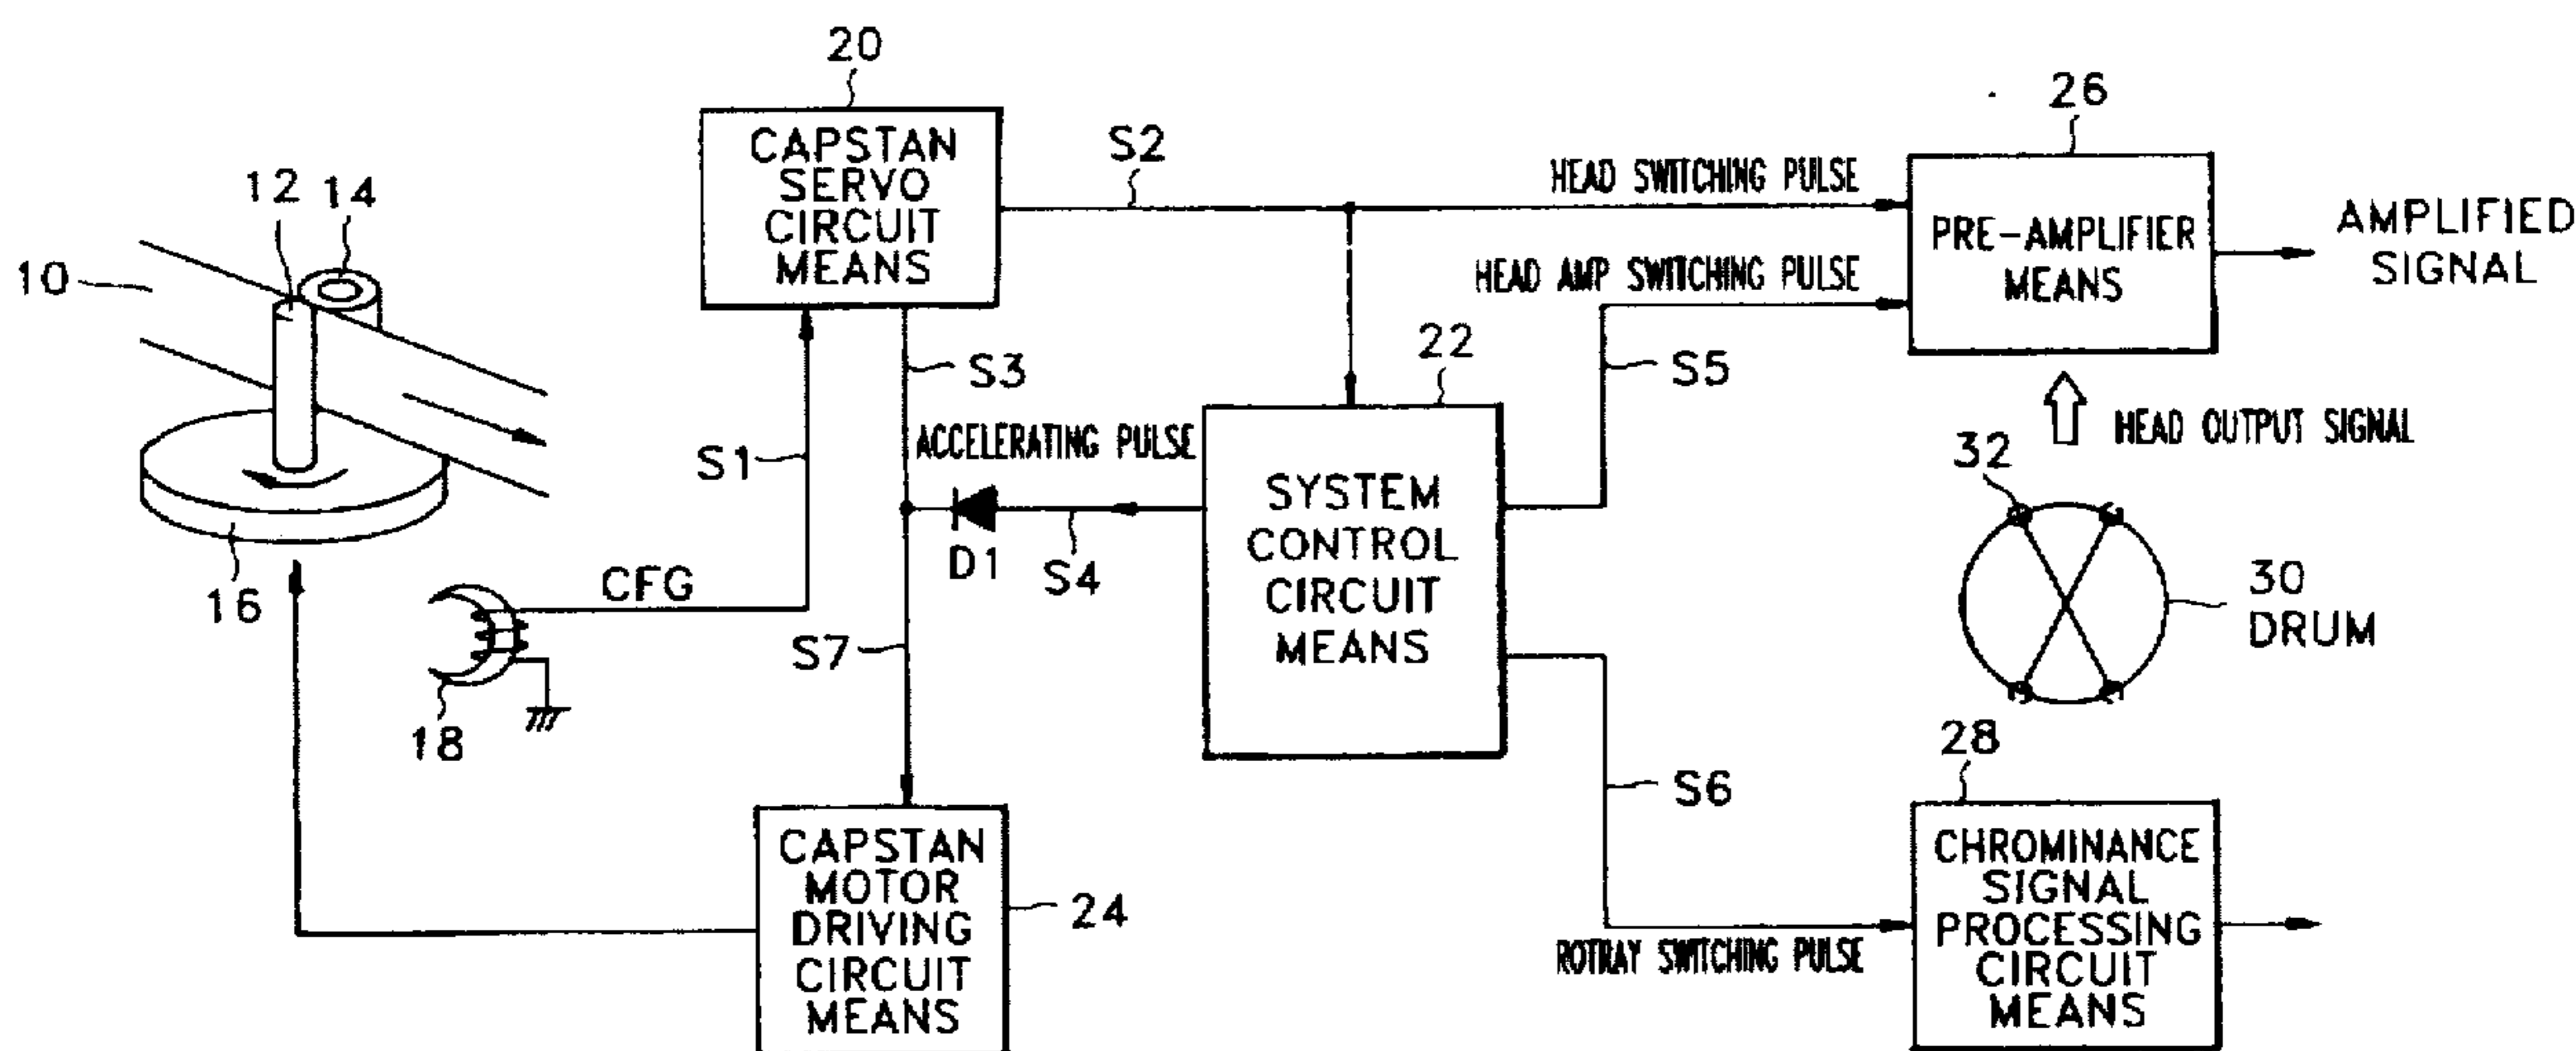 20
CAPSTAN
SERVO
CIRCUIT
MEANS
S2
HEAD SWITCHING PULSE
26
PRE-AMPLIFIER
MEANS
AMPLIFIED
SIGNAL
12
14
10
HEAD AMP SWITCHING PULSE
22
S3
S5
S1
ACCELERATING PULSE
SYSTEM
CONTROL
CIRCUIT
MEANS
HEAD OUTPUT SIGNAL
32
D1
S4
16
CFG
30
DRUM
18
S7
S6
28
CAPSTAN
MOTOR
DRIVING
CIRCUIT
MEANS
24
CHROMINANCE
SIGNAL
PROCESSING
CIRCUIT
MEANS
ROTRAY SWITCHING PULSE